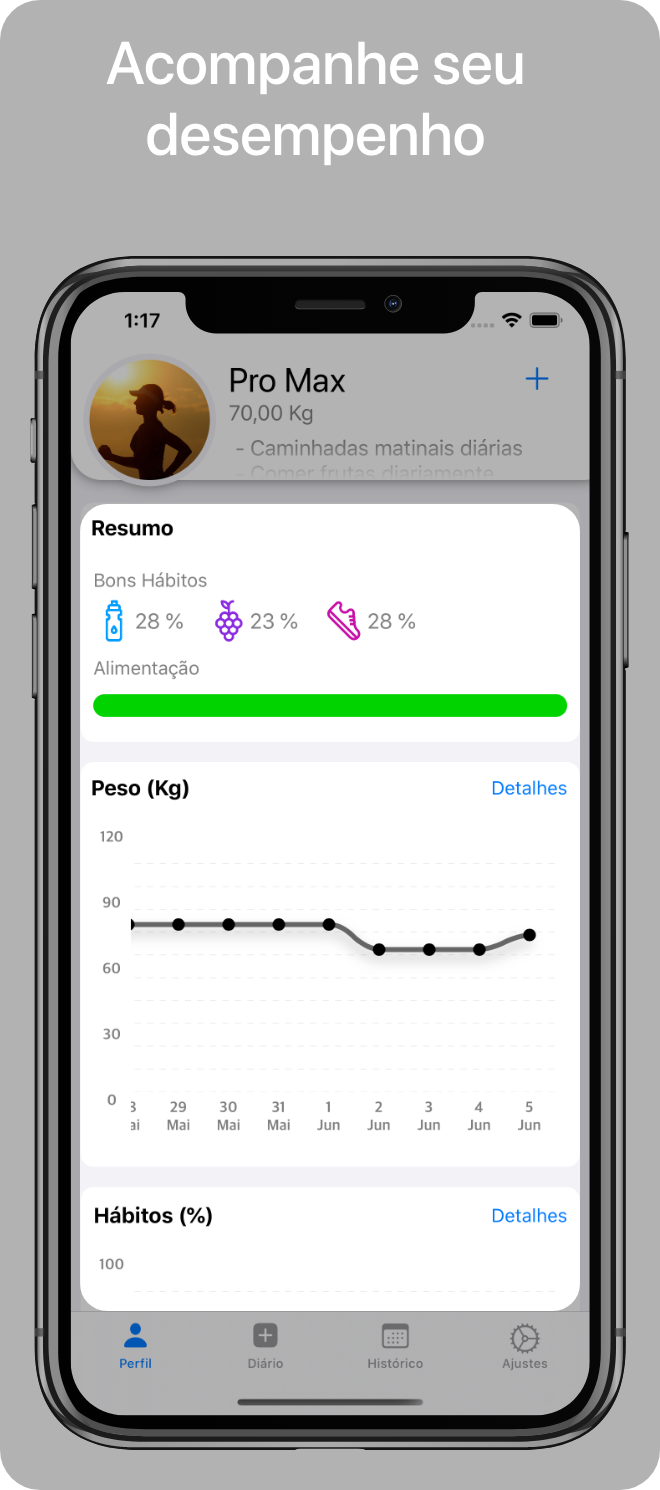 Acompanhe seu
desempenho
1:17
Pro Max
70,00 Kg
- Caminhadas matinais diárias
- Comer frutas diariamente
Resumo
Bons Hábitos
28 % 23 % 28 %
Alimentação
Peso (Kg) Detalhes
120
90
60
30
0
3 29 30 31 1 2 3 4 5
ai Mai Mai Mai Jun Jun Jun Jun Jun
Hábitos (%) Detalhes
100
Perfil Diário Histórico Ajustes